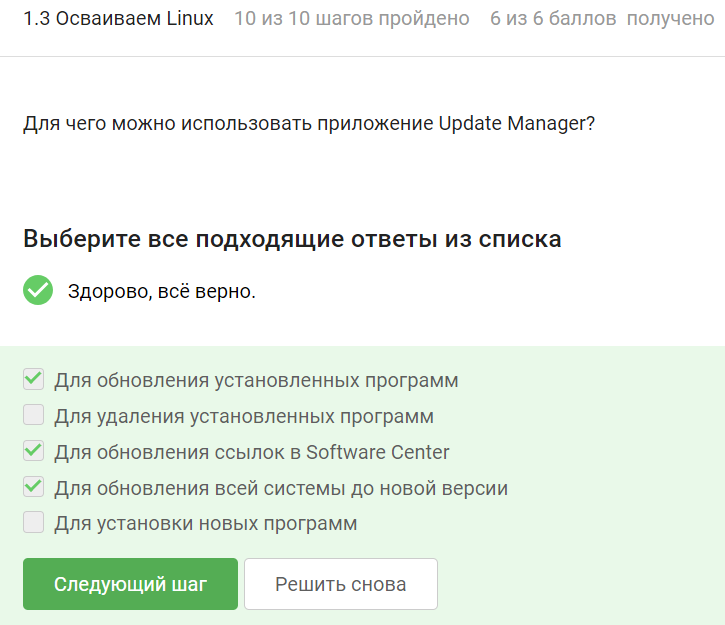 1.3 Осваиваем Linux 10 из 10 шагов пройдено 6 из 6 баллов получено
Для чего можно использовать приложение Update Manager?
Выберите все подходящие ответы из списка
Здорово, всё верно.
Для обновления установленных программ
Для удаления установленных программ
Для обновления ссылок в Software Center
Для обновления всей системы до новой версии
Для установки новых программ
Следующий шаг Решить снова